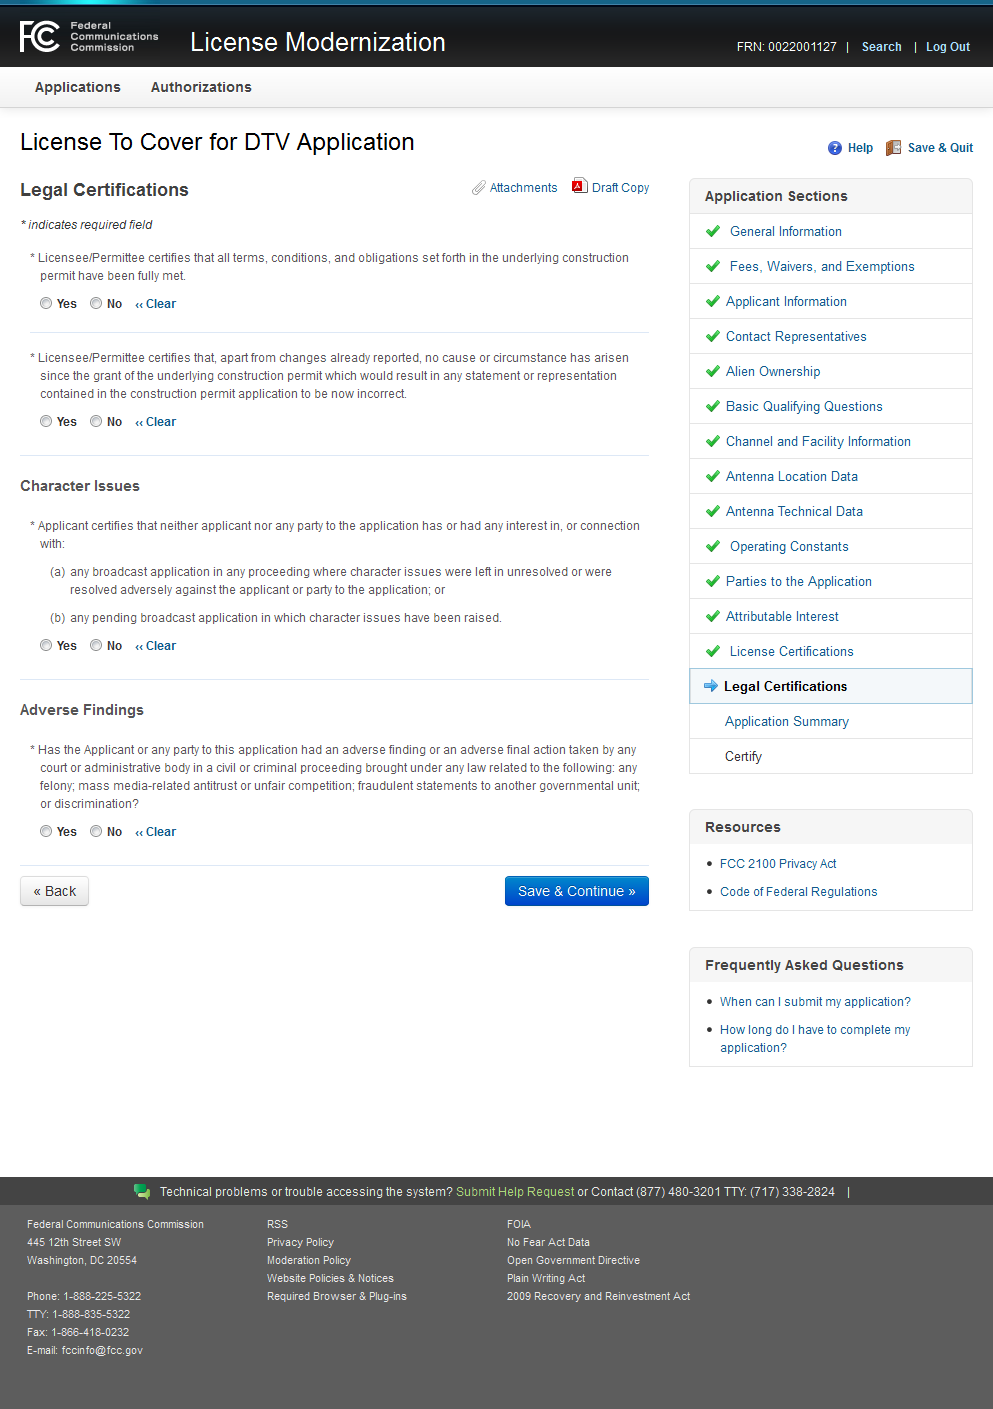 FCC Federal
Communications
Commission
License Modernization
FRN: 0022001127 | Search | Log Out
Applications Authorizations
License To Cover for DTV Application
Help Save & Quit
Legal Certifications
Attachments Draft Copy
* indicates required field
* Licensee/Permittee certifies that all terms, conditions, and obligations set forth in the underlying construction
permit have been fully met.
Yes No ‹‹ Clear
* Licensee/Permittee certifies that, apart from changes already reported, no cause or circumstance has arisen
since the grant of the underlying construction permit which would result in any statement or representation
contained in the construction permit application to be now incorrect.
Yes No ‹‹ Clear
Character Issues
* Applicant certifies that neither applicant nor any party to the application has or had any interest in, or connection
with:
(a) any broadcast application in any proceeding where character issues were left in unresolved or were
resolved adversely against the applicant or party to the application; or
(b) any pending broadcast application in which character issues have been raised.
Yes No ‹‹ Clear
Adverse Findings
* Has the Applicant or any party to this application had an adverse finding or an adverse final action taken by any
court or administrative body in a civil or criminal proceeding brought under any law related to the following: any
felony; mass media-related antitrust or unfair competition; fraudulent statements to another governmental unit;
or discrimination?
Yes No ‹‹ Clear
« Back Save & Continue »
Application Sections
General Information
Fees, Waivers, and Exemptions
Applicant Information
Contact Representatives
Alien Ownership
Basic Qualifying Questions
Channel and Facility Information
Antenna Location Data
Antenna Technical Data
Operating Constants
Parties to the Application
Attributable Interest
License Certifications
Legal Certifications
Application Summary
Certify
Resources
• FCC 2100 Privacy Act
• Code of Federal Regulations
Frequently Asked Questions
• When can I submit my application?
• How long do I have to complete my
application?
Technical problems or trouble accessing the system? Submit Help Request or Contact (877) 480-3201 TTY: (717) 338-2824 |
Federal Communications Commission
445 12th Street SW
Washington, DC 20554
Phone: 1-888-225-5322
TTY: 1-888-835-5322
Fax: 1-866-418-0232
E-mail: fccinfo@fcc.gov
RSS
Privacy Policy
Moderation Policy
Website Policies & Notices
Required Browser & Plug-ins
FOIA
No Fear Act Data
Open Government Directive
Plain Writing Act
2009 Recovery and Reinvestment Act